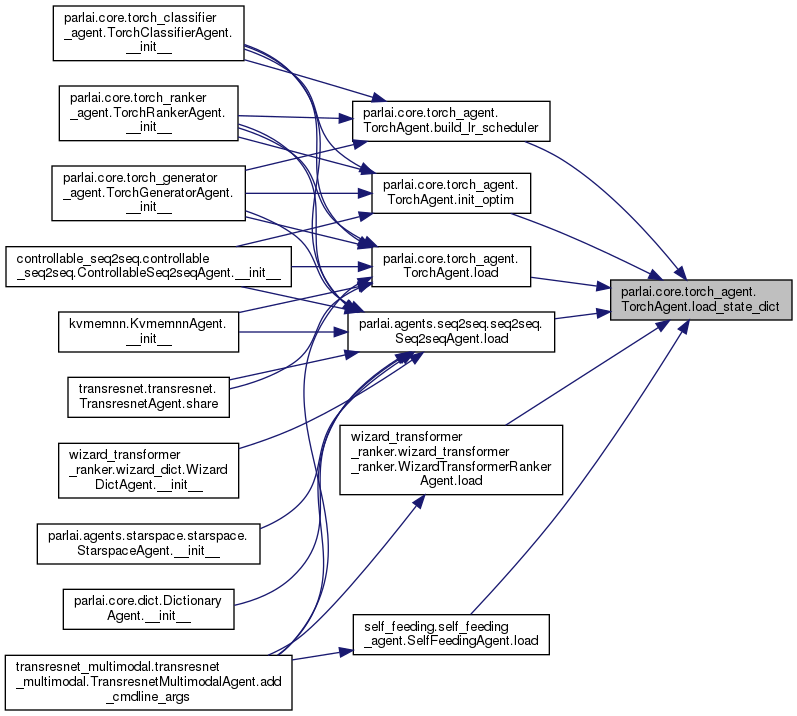 parlai.core.torch_classifier
_agent.TorchClassifierAgent.
__init__
parlai.core.torch_ranker
_agent.TorchRankerAgent.
__init__
parlai.core.torch_generator
_agent.TorchGeneratorAgent.
__init__
controllable_seq2seq.controllable
_seq2seq.ControllableSeq2seqAgent.__init__
kvmemnn.KvmemnnAgent.
__init__
transresnet.transresnet.
TransresnetAgent.share
wizard_transformer
_ranker.wizard_dict.Wizard
DictAgent.__init__
parlai.agents.starspace.starspace.
StarspaceAgent.__init__
parlai.core.dict.Dictionary
Agent.__init__
transresnet_multimodal.transresnet
_multimodal.TransresnetMultimodalAgent.add
_cmdline_args
parlai.core.torch_agent.
TorchAgent.build_lr_scheduler
parlai.core.torch_agent.
TorchAgent.init_optim
parlai.core.torch_agent.
TorchAgent.load
parlai.agents.seq2seq.seq2seq.
Seq2seqAgent.load
wizard_transformer
_ranker.wizard_transformer
_ranker.WizardTransformerRanker
Agent.load
self_feeding.self_feeding
_agent.SelfFeedingAgent.load
parlai.core.torch_agent.
TorchAgent.load_state_dict